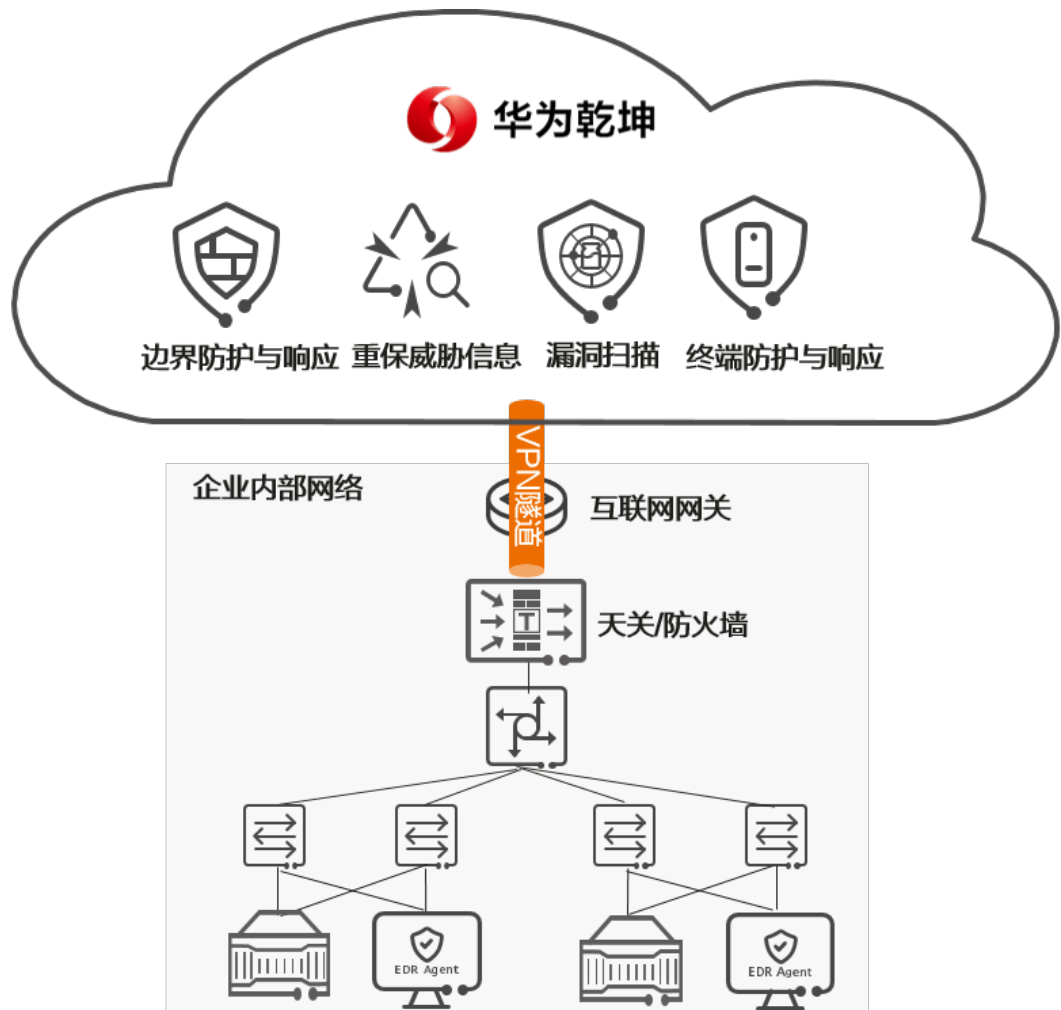 华为乾坤
边界防护与响应 重保威胁信息 漏洞扫描 终端防护与响应
VPN隧道
企业内部网络
互联网网关
T
天关/防火墙
EDR Agent
EDR Agent